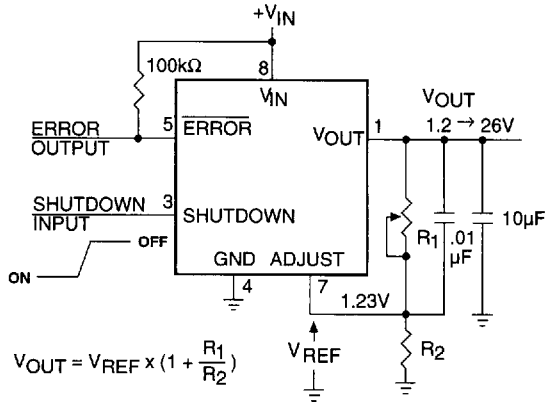 +VIN
100kΩ
8
VIN
ERROR
OUTPUT
5
ERROR
VOUT
1
VOUT
1.2 → 26V
SHUTDOWN
INPUT
3
SHUTDOWN
OFF
ON
GND
ADJUST
4
7
1.23V
R1
.01
µF
10µF
VREF
R2
VOUT = VREF x (1 + R1/R2)